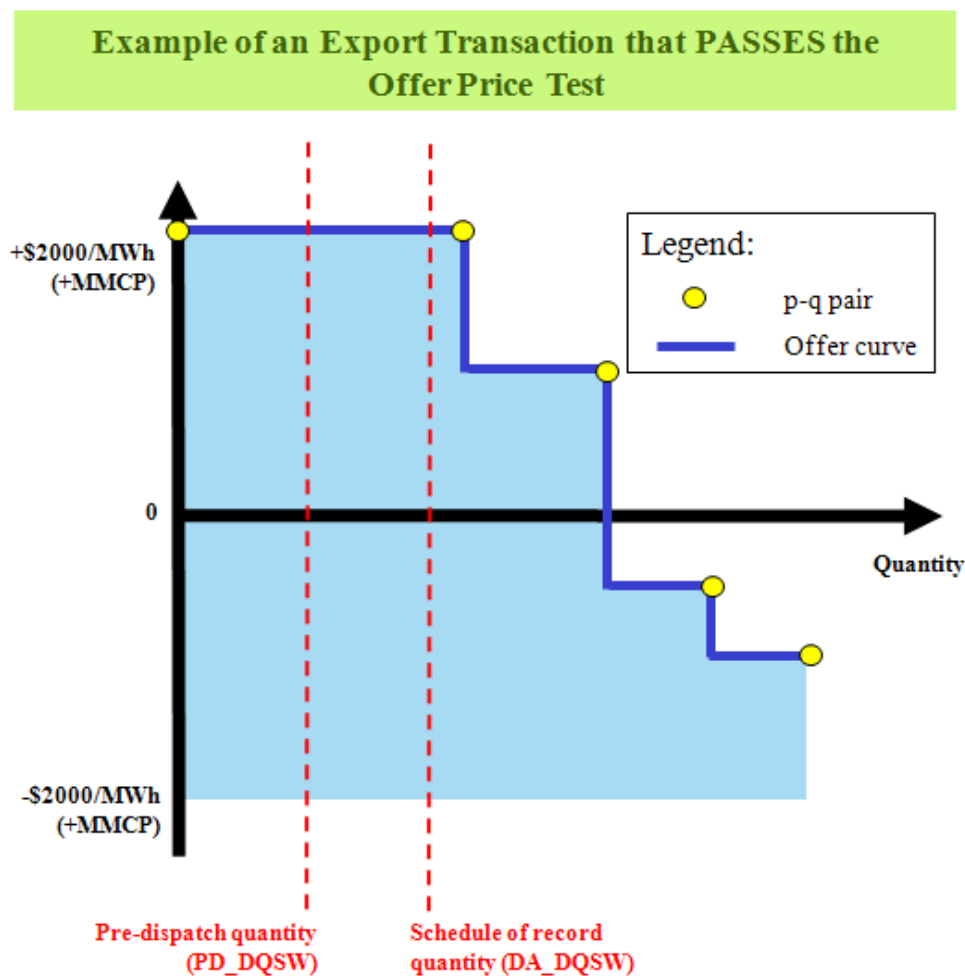 Example of an Export Transaction that PASSES the
Offer Price Test
+$2000/MWh
(+MMCP)
Legend:
p-q pair
Offer curve
0
Quantity
-$2000/MWh
(+MMCP)
Pre-dispatch quantity
(PD_DQSW)
Schedule of record
quantity (DA_DQSW)